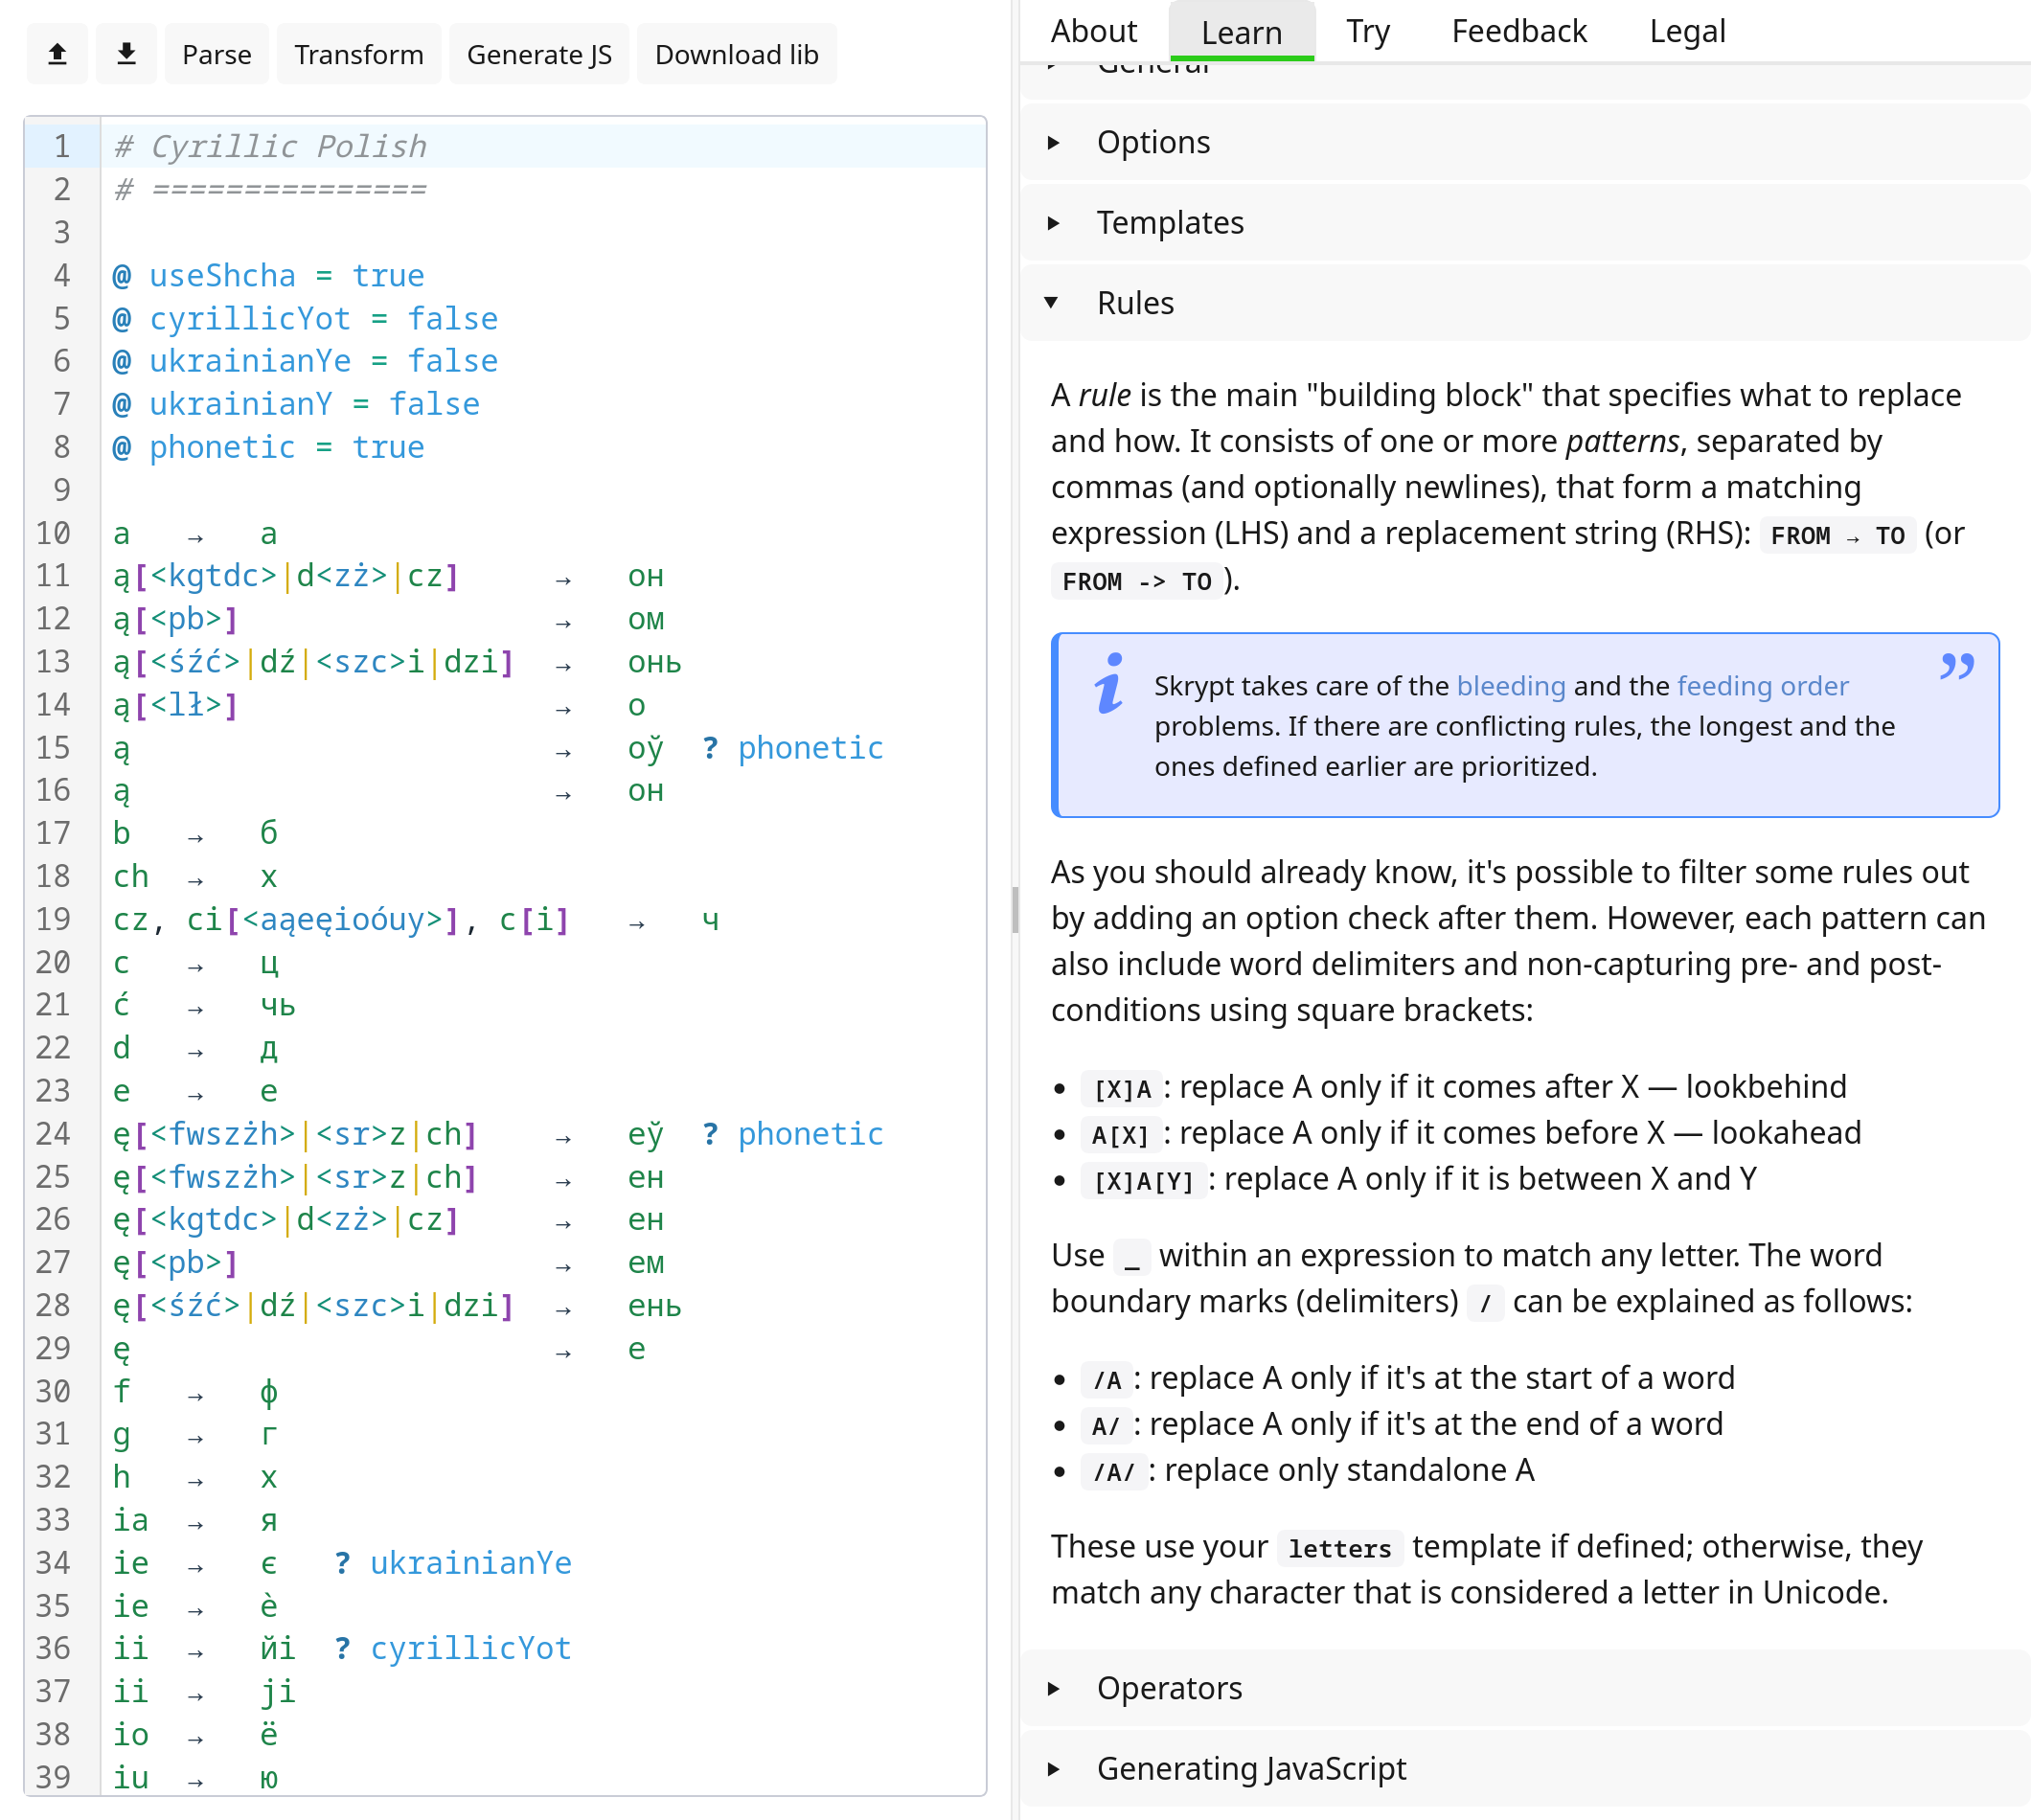 Parse Transform Generate JS Download lib
1 # Cyrillic Polish
2 # ===============
3
4 @ useShcha = true
5 @ cyrillicYot = false
6 @ ukrainianYe = false
7 @ ukrainianY = false
8 @ phonetic = true
9
10 a → а
11 ą[<kgtdc>|d<zż>|cz] → он
12 ą[<pb>] → ом
13 ą[<śźć>|dź|<szc>i|dzi] → онь
14 ą[<lł>] → о
15 ą → оў ? phonetic
16 ą → он
17 b → б
18 ch → х
19 cz, ci[<aąeęioóuy>], c[i] → ч
20 c → ц
21 ć → чь
22 d → д
23 e → е
24 ę[<fwszżh>|<sr>z|ch] → еў ? phonetic
25 ę[<fwszżh>|<sr>z|ch] → ен
26 ę[<kgtdc>|d<zż>|cz] → ен
27 ę[<pb>] → ем
28 ę[<śźć>|dź|<szc>i|dzi] → ень
29 ę → е
30 f → ф
31 g → г
32 h → х
33 ia → я
34 ie → є ? ukrainianYe
35 ie → ѐ
36 ii → йі ? cyrillicYot
37 ii → јі
38 io → ё
39 iu → ю
About Learn Try Feedback Legal
General
Options
Templates
Rules
A rule is the main "building block" that specifies what to replace
and how. It consists of one or more patterns, separated by
commas (and optionally newlines), that form a matching
expression (LHS) and a replacement string (RHS): FROM → TO (or
FROM -> TO).
Skrypt takes care of the bleeding and the feeding order
problems. If there are conflicting rules, the longest and the
ones defined earlier are prioritized.
As you should already know, it's possible to filter some rules out
by adding an option check after them. However, each pattern can
also include word delimiters and non-capturing pre- and post-
conditions using square brackets:
• [X]A: replace A only if it comes after X — lookbehind
• A[X]: replace A only if it comes before X — lookahead
• [X]A[Y]: replace A only if it is between X and Y
Use _ within an expression to match any letter. The word
boundary marks (delimiters) / can be explained as follows:
• /A: replace A only if it's at the start of a word
• A/: replace A only if it's at the end of a word
• /A/: replace only standalone A
These use your letters template if defined; otherwise, they
match any character that is considered a letter in Unicode.
Operators
Generating JavaScript